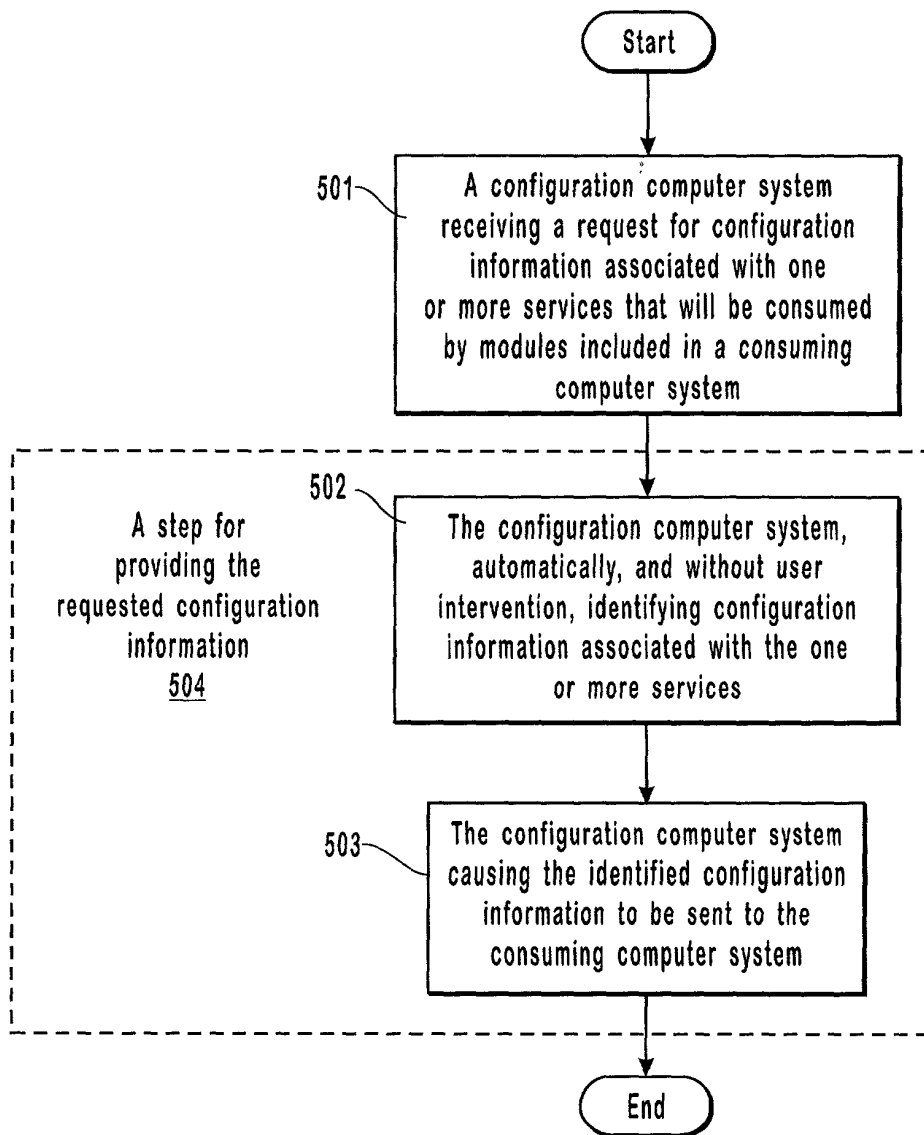 Start
501
A configuration computer system
receiving a request for configuration
information associated with one
or more services that will be consumed
by modules included in a consuming
computer system
502
A step for
providing the
requested configuration
information
504
The configuration computer system,
automatically, and without user
intervention, identifying configuration
information associated with the one
or more services
503
The configuration computer system
causing the identified configuration
information to be sent to the
consuming computer system
End